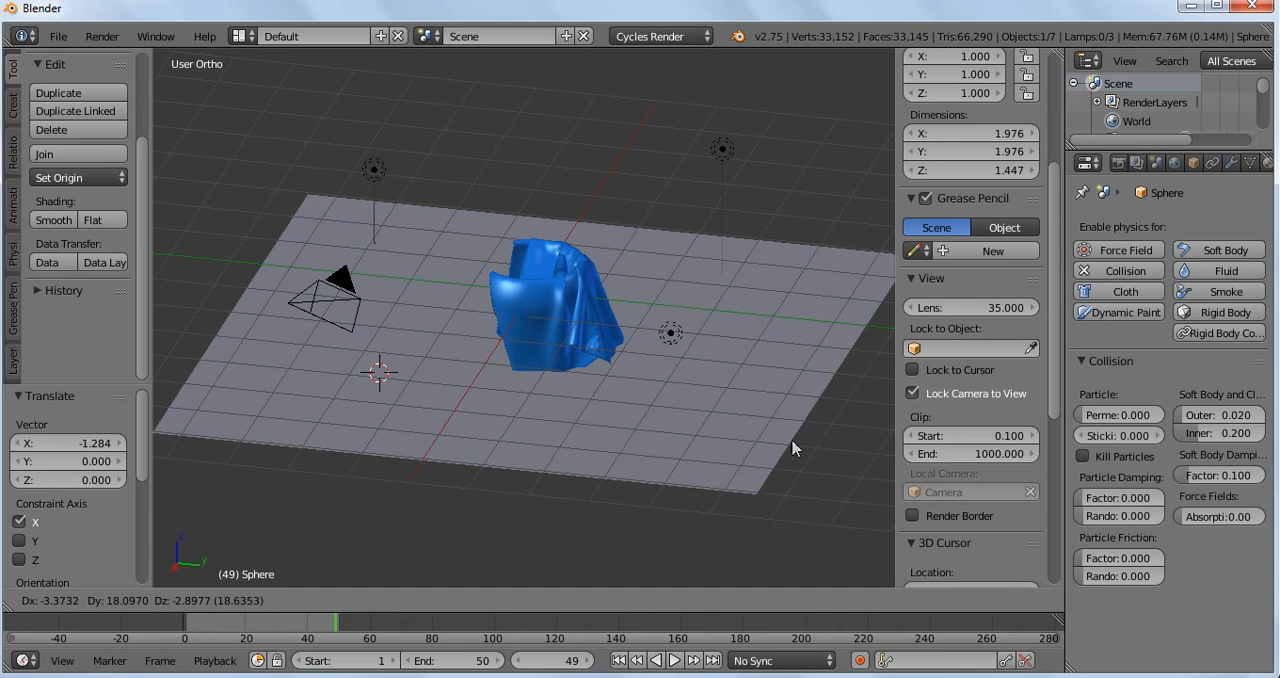 Blender
File Render Window Help Default Scene Cycles Render v2.75 | Verts:33,152 | Faces:33,145 | Tris:66,290 | Objects:1/7 | Lamps:0/3 | Mem:67.76M (0.14M) | Sphere
Tool
Creat
Relatio
Animati
Physi
Grease Pen
Layer
Edit
Duplicate
Duplicate Linked
Delete
Join
Set Origin
Shading:
Smooth Flat
Data Transfer:
Data Data Lay
History
Translate
Vector
X: -1.284
Y: 0.000
Z: 0.000
Constraint Axis
X
Y
Z
Orientation
User Ortho
z
y
(49) Sphere
Dx: -3.3732 Dy: 18.0970 Dz: -2.8977 (18.6353)
X: 1.000
Y: 1.000
Z: 1.000
Dimensions:
X: 1.976
Y: 1.976
Z: 1.447
Grease Pencil
Scene Object
New
View
Lens: 35.000
Lock to Object:
Lock to Cursor
Lock Camera to View
Clip:
Start: 0.100
End: 1000.000
Local Camera:
Camera
Render Border
3D Cursor
Location:
View Search All Scenes
Scene
RenderLayers
World
Sphere
Enable physics for:
Force Field Soft Body
Collision Fluid
Cloth Smoke
Dynamic Paint Rigid Body
Rigid Body Co...
Collision
Particle: Soft Body and Cl...
Perme: 0.000 Outer: 0.020
Sticki: 0.000 Inner: 0.200
Kill Particles Soft Body Dampi...
Particle Damping: Factor: 0.100
Factor: 0.000 Force Fields:
Rando: 0.000 Absorpti: 0.00
Particle Friction:
Factor: 0.000
Rando: 0.000
-40 -20 0 20 40 60 80 100 120 140 160 180 200 220 240 260 280
View Marker Frame Playback Start: 1 End: 50 49 No Sync